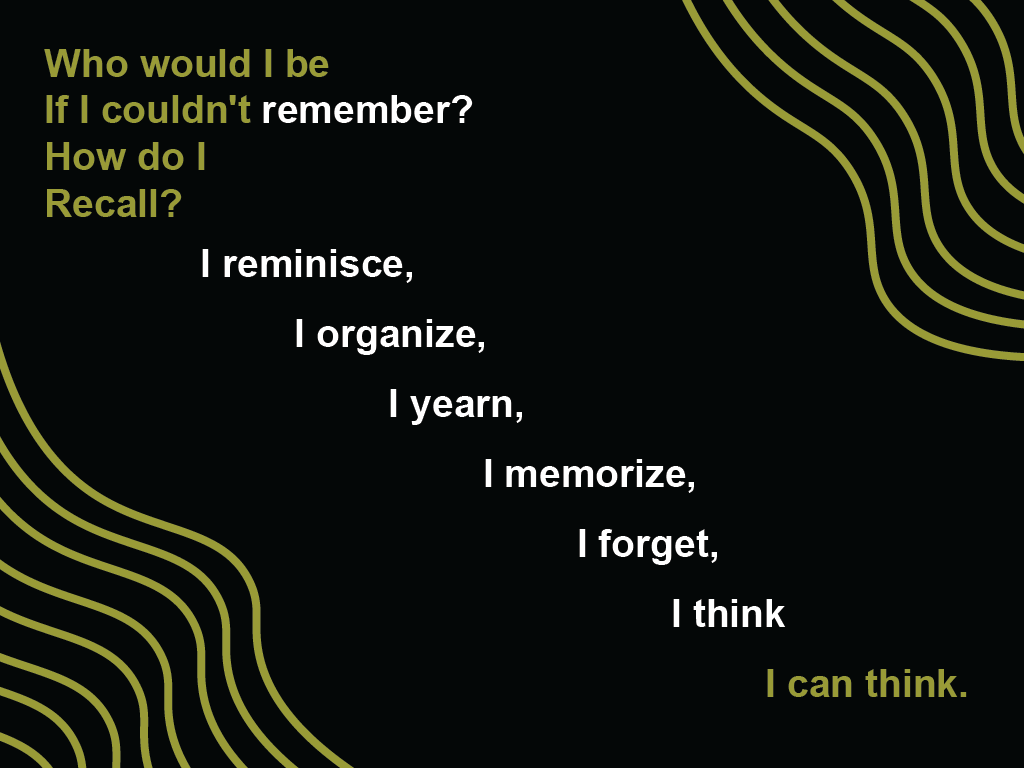 Who would I be
If I couldn't remember?
How do I
Recall?
I reminisce,
I organize,
I yearn,
I memorize,
I forget,
I think
I can think.